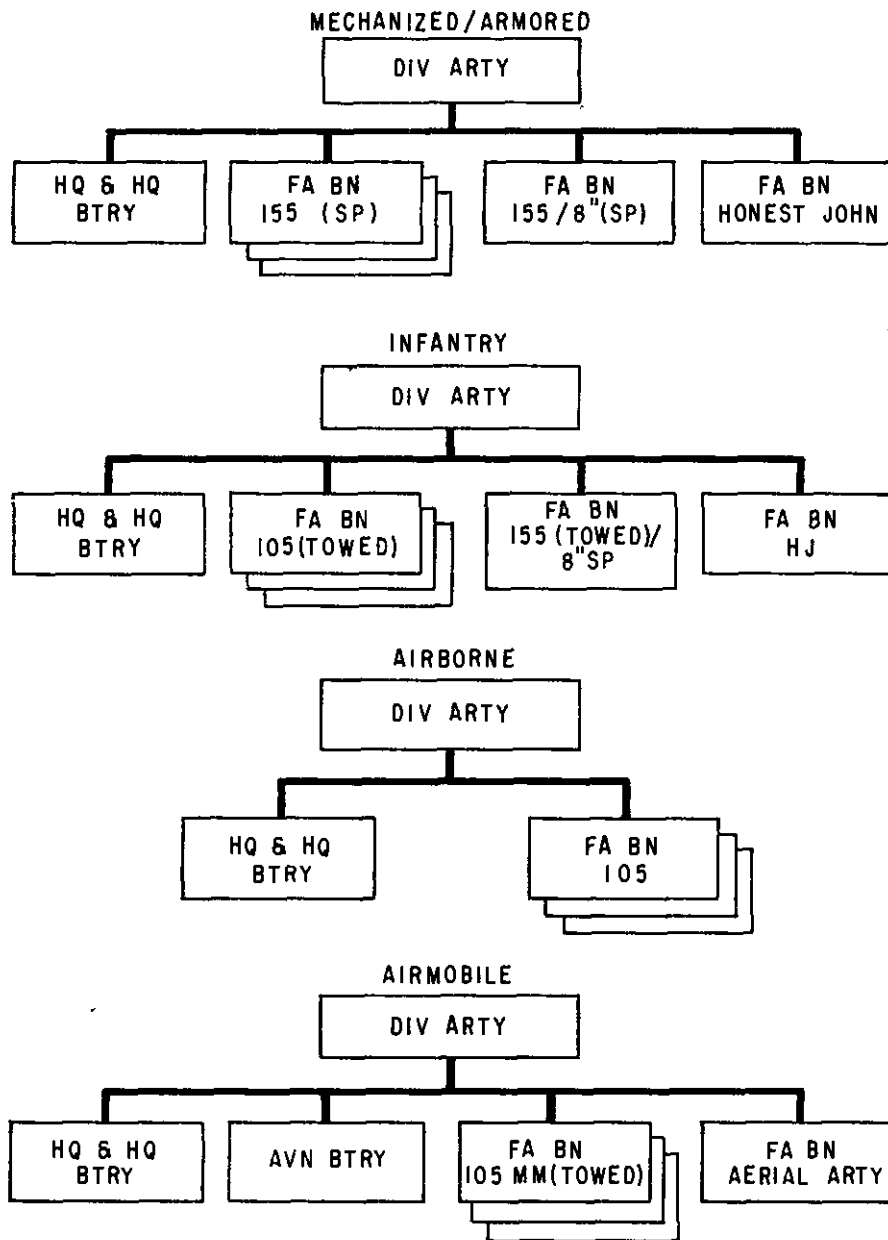 MECHANIZED/ARMORED
DIV ARTY
HQ & HQ
BTRY
FA BN
155 (SP)
FA BN
155/8"(SP)
FA BN
HONEST JOHN
INFANTRY
DIV ARTY
HQ & HQ
BTRY
FA BN
105(TOWED)
FA BN
155(TOWED)/
8"SP
FA BN
HJ
AIRBORNE
DIV ARTY
HQ & HQ
BTRY
FA BN
105
AIRMOBILE
DIV ARTY
HQ & HQ
BTRY
AVN BTRY
FA BN
105 MM(TOWED)
FA BN
AERIAL ARTY